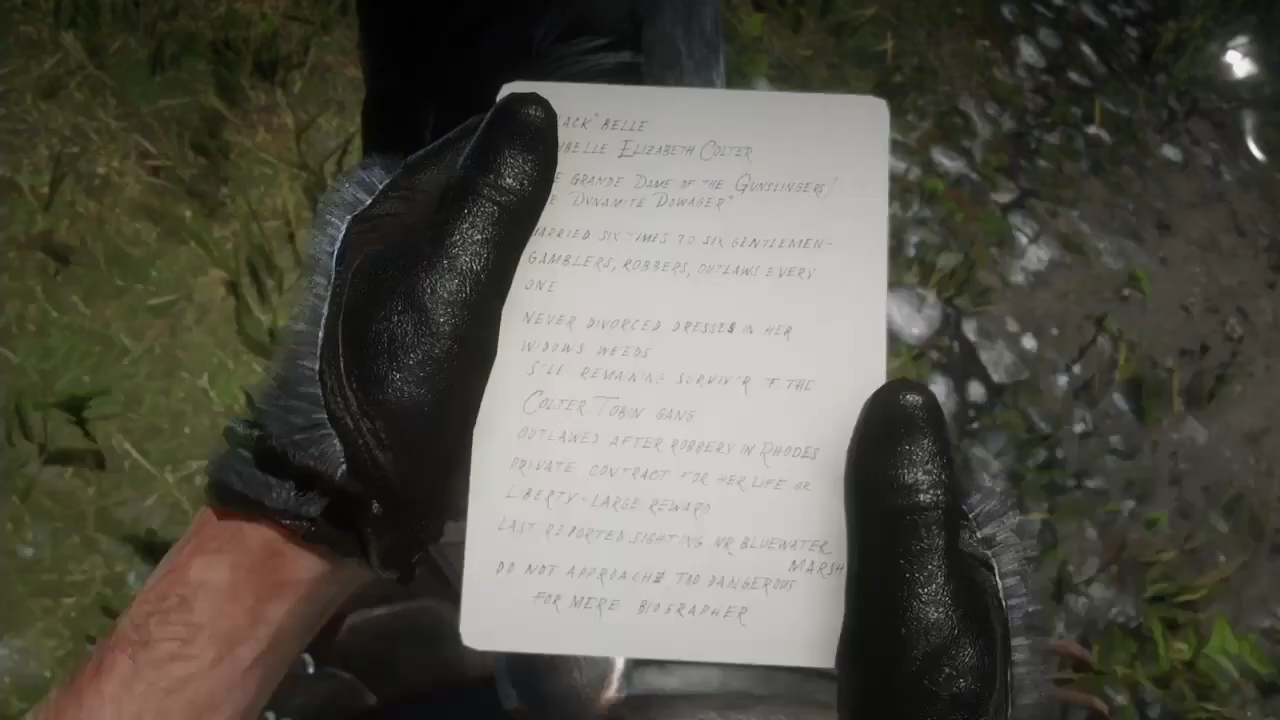 ACK" BELLE
BELLE ELIZABETH COLTER
E GRANDE DAME OF THE GUNSLINGERS/
E DYNAMITE DOWAGER"
MARRIED SIX TIMES TO SIX GENTLEMEN-
GAMBLERS, ROBBERS, OUTLAWS EVERY
ONE
NEVER DIVORCED DRESSES IN HER
WIDOWS WEEDS
SOLE REMAINING SURVIVOR OF THE
COLTER TOBIN GANG
OUTLAWED AFTER ROBBERY IN RHODES
PRIVATE CONTRACT FOR HER LIFE OR
LIBERTY-LARGE REWARD
LAST REPORTED SIGHTING NR BLUEWATER
MARSH
DO NOT APPROACH TOO DANGEROUS
FOR MERE BIOGRAPHER